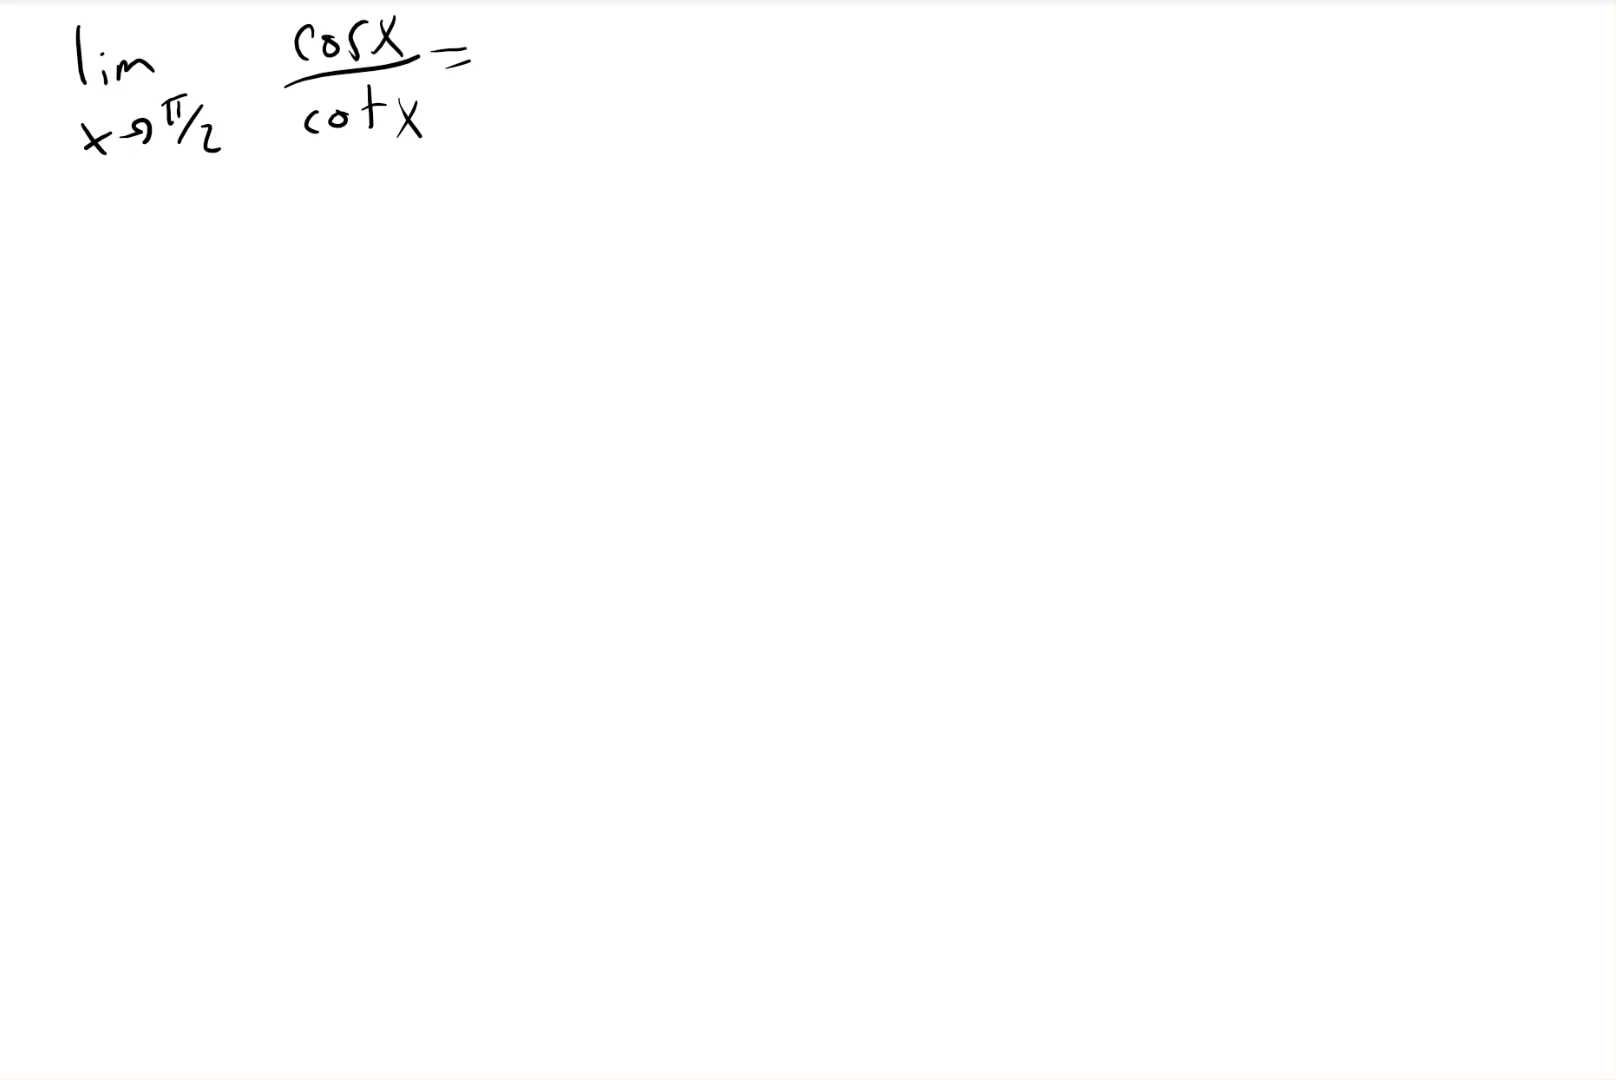 lim cosx/cotx =
x→π/2